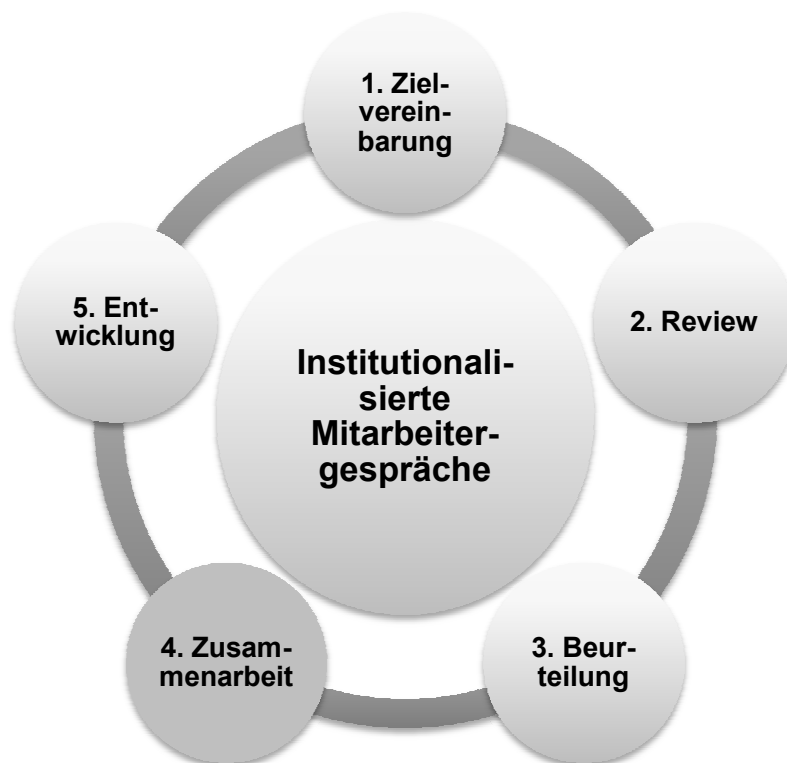 1. Ziel-
verein-
barung
2. Review
3. Beur-
teilung
4. Zusam-
menarbeit
5. Ent-
wicklung
Institutionali-
sierte
Mitarbeiter-
gespräche